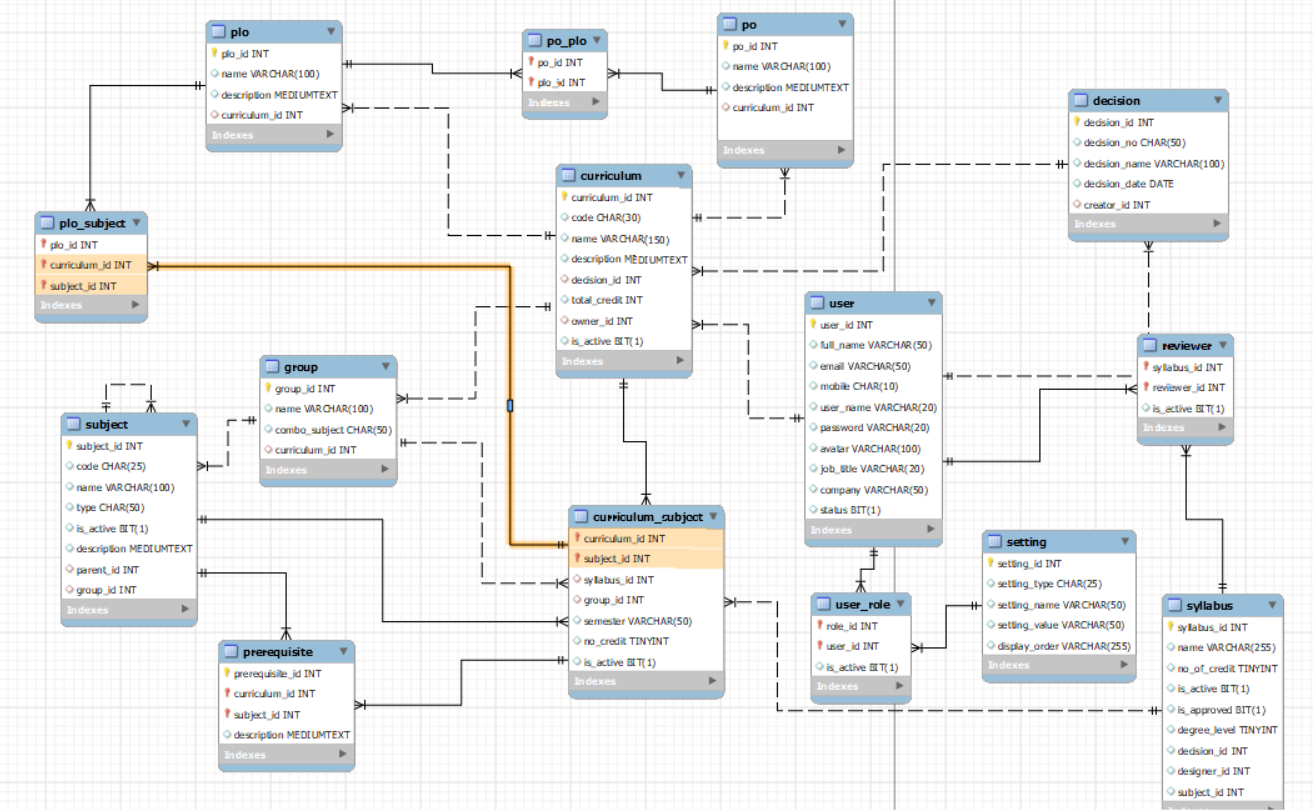 plo
plo_id INT
name VARCHAR(100)
description MEDIUMTEXT
curriculum_id INT
Indexes
po_plo
po_id INT
plo_id INT
Indexes
po
po_id INT
name VARCHAR(100)
description MEDIUMTEXT
curriculum_id INT
Indexes
decision
decision_id INT
decision_no CHAR(50)
decision_name VARCHAR(100)
decision_date DATE
creator_id INT
Indexes
curriculum
curriculum_id INT
code CHAR(30)
name VARCHAR(150)
description MEDIUMTEXT
decision_id INT
total_credit INT
owner_id INT
is_active BIT(1)
Indexes
plo_subject
plo_id INT
curriculum_id INT
subject_id INT
Indexes
user
user_id INT
full_name VARCHAR(50)
email VARCHAR(50)
mobile CHAR(10)
user_name VARCHAR(20)
password VARCHAR(20)
avatar VARCHAR(100)
job_title VARCHAR(20)
company VARCHAR(50)
status BIT(1)
Indexes
reviewer
syllabus_id INT
reviewer_id INT
is_active BIT(1)
Indexes
group
group_id INT
name VARCHAR(100)
combo_subject CHAR(50)
curriculum_id INT
Indexes
subject
subject_id INT
code CHAR(25)
name VARCHAR(100)
type CHAR(50)
is_active BIT(1)
description MEDIUMTEXT
parent_id INT
group_id INT
Indexes
curriculum_subject
curriculum_id INT
subject_id INT
syllabus_id INT
group_id INT
semester VARCHAR(50)
no_credit TINYINT
is_active BIT(1)
Indexes
setting
setting_id INT
setting_type CHAR(25)
setting_name VARCHAR(50)
setting_value VARCHAR(50)
display_order VARCHAR(255)
Indexes
user_role
role_id INT
user_id INT
is_active BIT(1)
Indexes
syllabus
syllabus_id INT
name VARCHAR(255)
no_of_credit TINYINT
is_active BIT(1)
is_approved BIT(1)
degree_level TINYINT
decision_id INT
designer_id INT
subject_id INT
prerequisite
prerequisite_id INT
curriculum_id INT
subject_id INT
description MEDIUMTEXT
Indexes